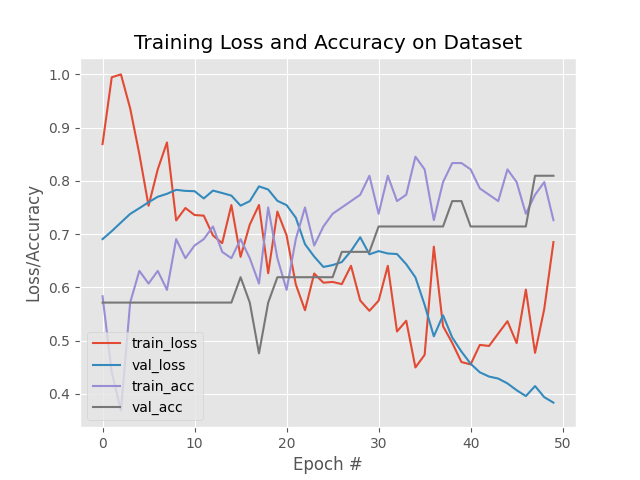 Training Loss and Accuracy on Dataset
Loss/Accuracy
1.0
0.9
0.8
0.7
0.6
0.5
0.4
train_loss
val_loss
train_acc
val_acc
0 10 20 30 40 50
Epoch #